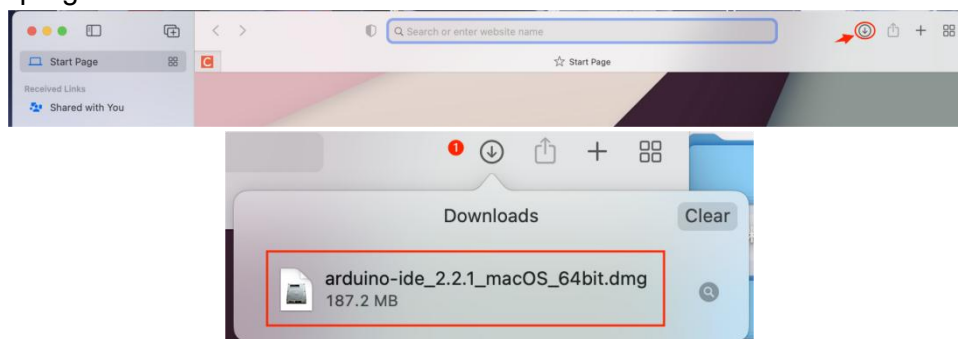 Search or enter website name
Start Page
C
Start Page
Received Links
Shared with You
1
Downloads
Clear
arduino-ide_2.2.1_macOS_64bit.dmg
187.2 MB